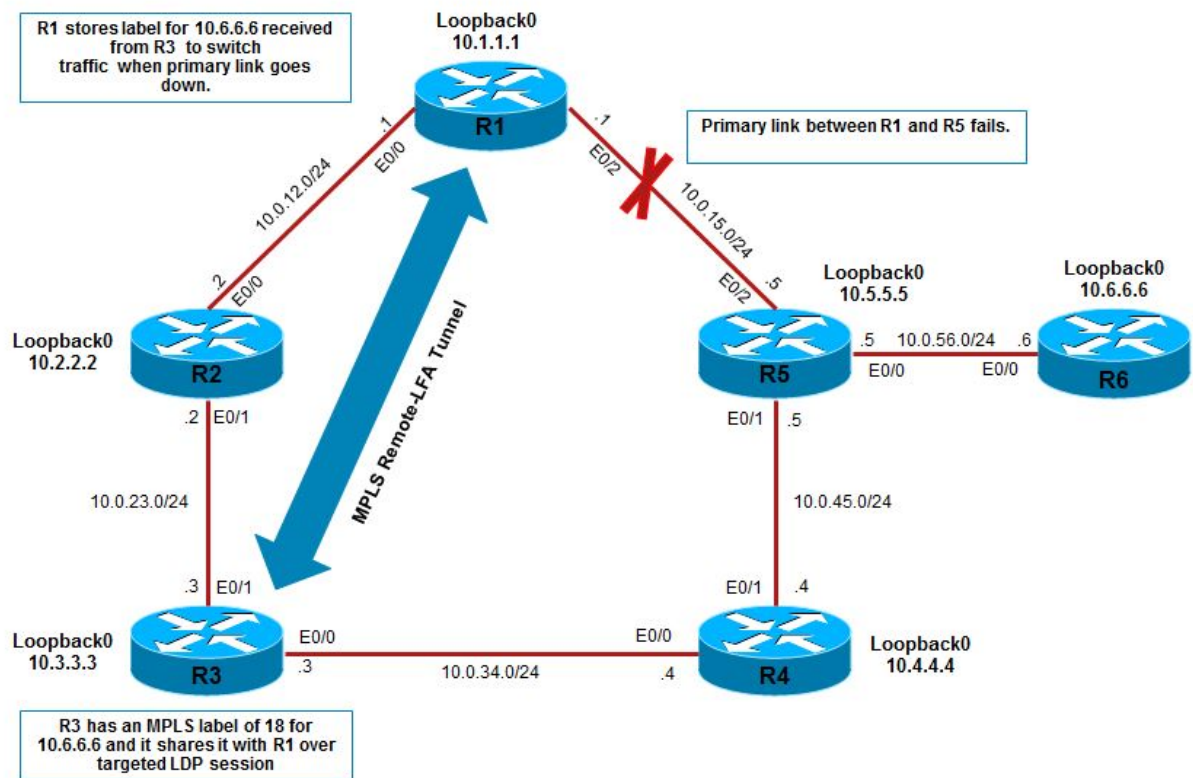 R1 stores label for 10.6.6.6 received
from R3 to switch
traffic when primary link goes
down.
Loopback0
10.1.1.1
R1
.1
E0/0
.1
E0/2
Primary link between R1 and R5 fails.
10.0.12.0/24
10.0.15.0/24
.2
E0/0
.5
E0/2
Loopback0
10.2.2.2
R2
Loopback0
10.5.5.5
R5
Loopback0
10.6.6.6
R6
.5
10.0.56.0/24
.6
E0/0
E0/0
.2
E0/1
E0/1
.5
MPLS Remote-LFA Tunnel
10.0.23.0/24
10.0.45.0/24
.3
E0/1
E0/1
.4
Loopback0
10.3.3.3
R3
E0/0
.3
10.0.34.0/24
E0/0
.4
R4
Loopback0
10.4.4.4
R3 has an MPLS label of 18 for
10.6.6.6 and it shares it with R1 over
targeted LDP session